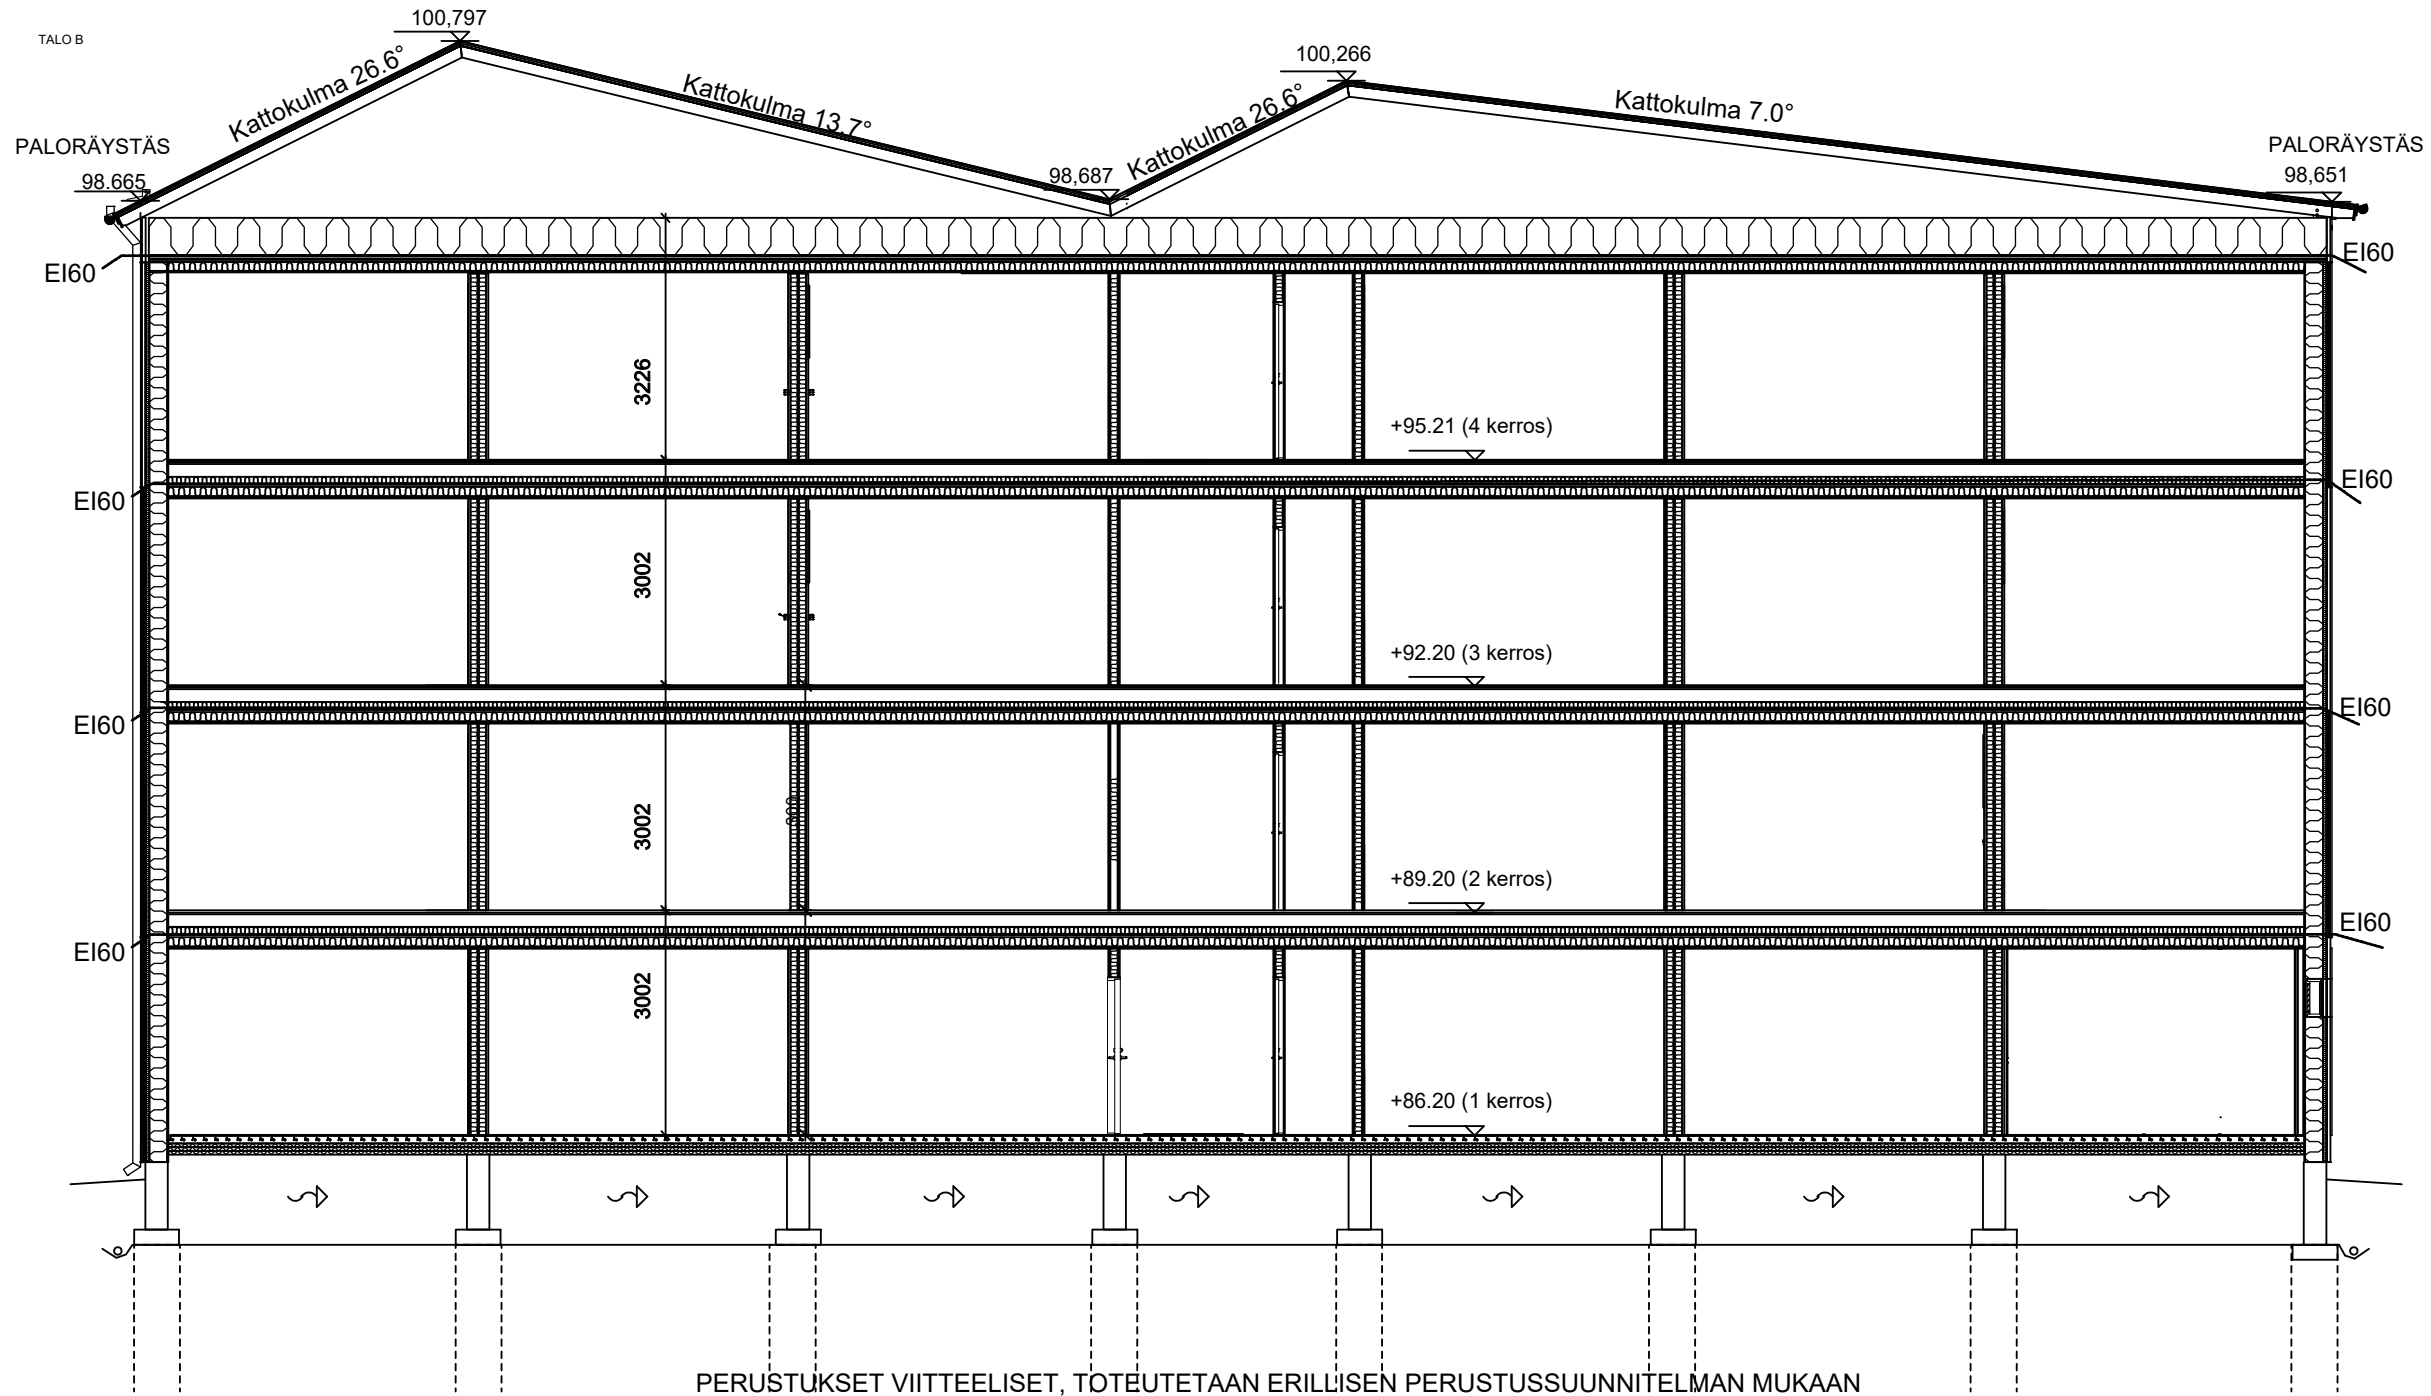 100,797
TALO B
100,266
Kattokulma 26.6°
Kattokulma 13.7°
Kattokulma 26.6°
Kattokulma 7.0°
PALORÄYSTÄS
PALORÄYSTÄS
98.665
98,687
98,651
EI60
EI60
3226
+95.21 (4 kerros)
EI60
EI60
3002
+92.20 (3 kerros)
EI60
EI60
3002
+89.20 (2 kerros)
EI60
EI60
3002
+86.20 (1 kerros)
PERUSTUKSET VIITTEELISET, TOTEUTETAAN ERILLISEN PERUSTUSSUUNNITELMAN MUKAAN